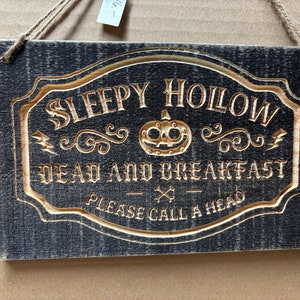 SLEEPY HOLLOW
DEAD AND BREAKFAST
PLEASE CALL A HEAD